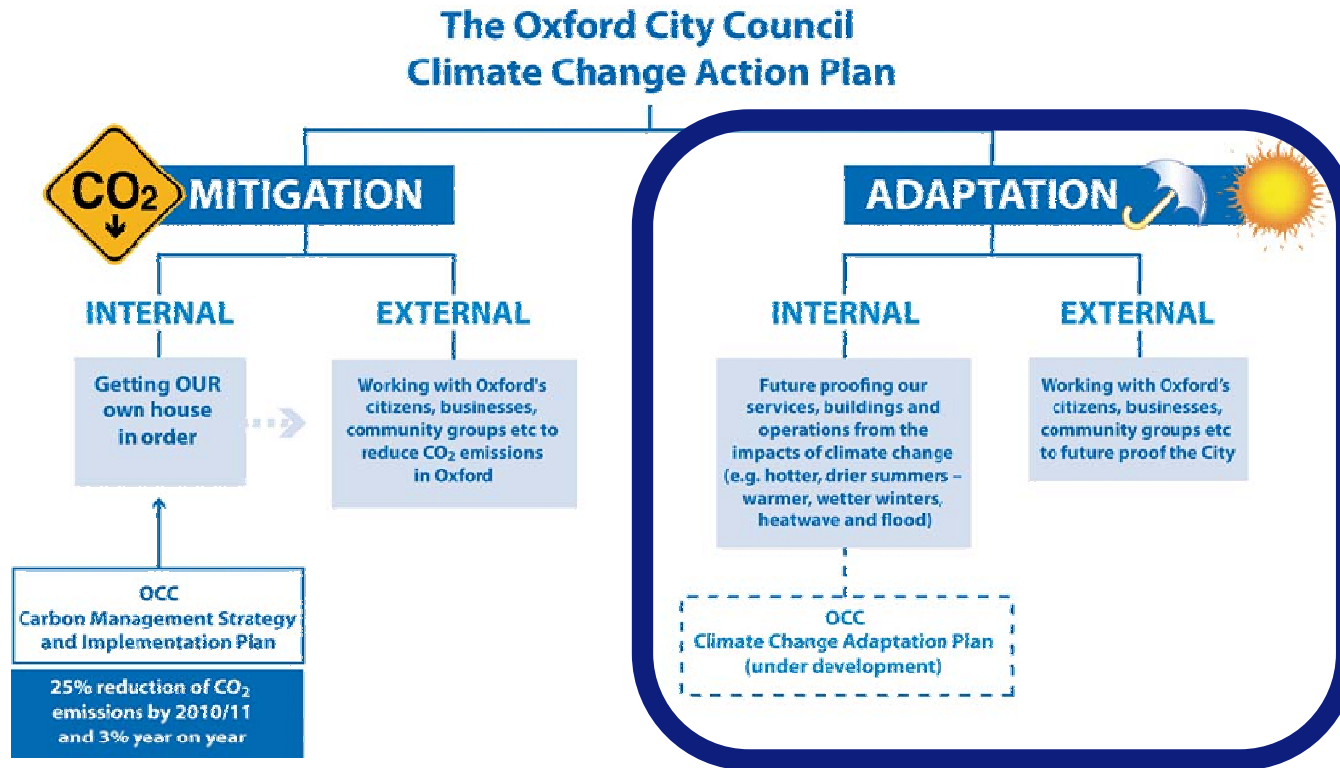 The Oxford City Council
Climate Change Action Plan
CO₂
MITIGATION
INTERNAL
Getting OUR
own house
in order
EXTERNAL
Working with Oxford's
citizens, businesses,
community groups etc to
reduce CO₂ emissions
in Oxford
OCC
Carbon Management Strategy
and Implementation Plan
25% reduction of CO₂
emissions by 2010/11
and 3% year on year
ADAPTATION
INTERNAL
Future proofing our
services, buildings and
operations from the
impacts of climate change
(e.g. hotter, drier summers –
warmer, wetter winters,
heatwave and flood)
OCC
Climate Change Adaptation Plan
(under development)
EXTERNAL
Working with Oxford's
citizens, businesses,
community groups etc
to future proof the City